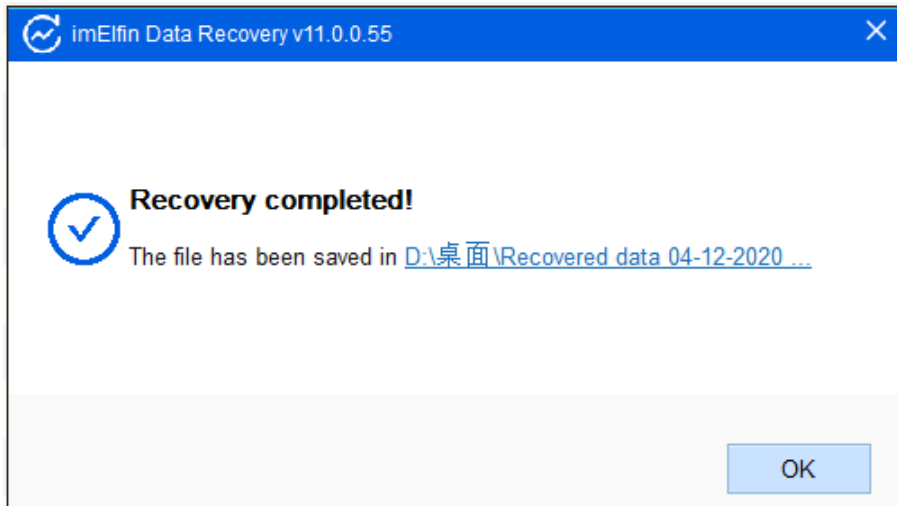 imElfin Data Recovery v11.0.0.55
Recovery completed!
The file has been saved in D:\桌面\Recovered data 04-12-2020 ...
OK